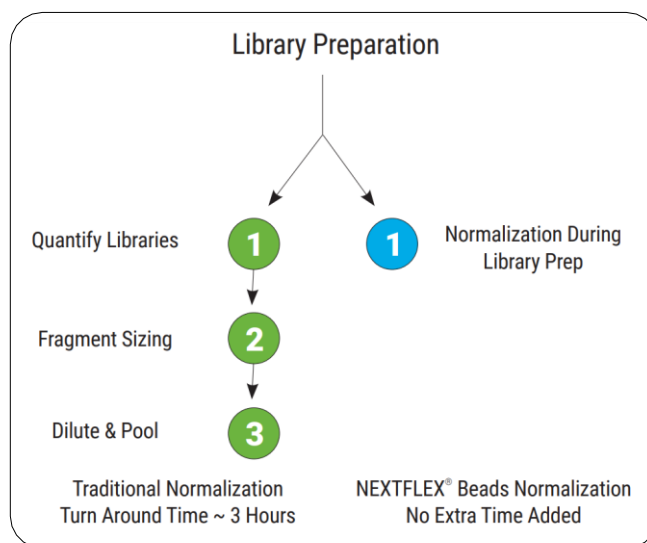 Library Preparation
Quantify Libraries
1
1
Normalization During
Library Prep
Fragment Sizing
2
Dilute & Pool
3
Traditional Normalization
Turn Around Time ~ 3 Hours
NEXTFLEX® Beads Normalization
No Extra Time Added